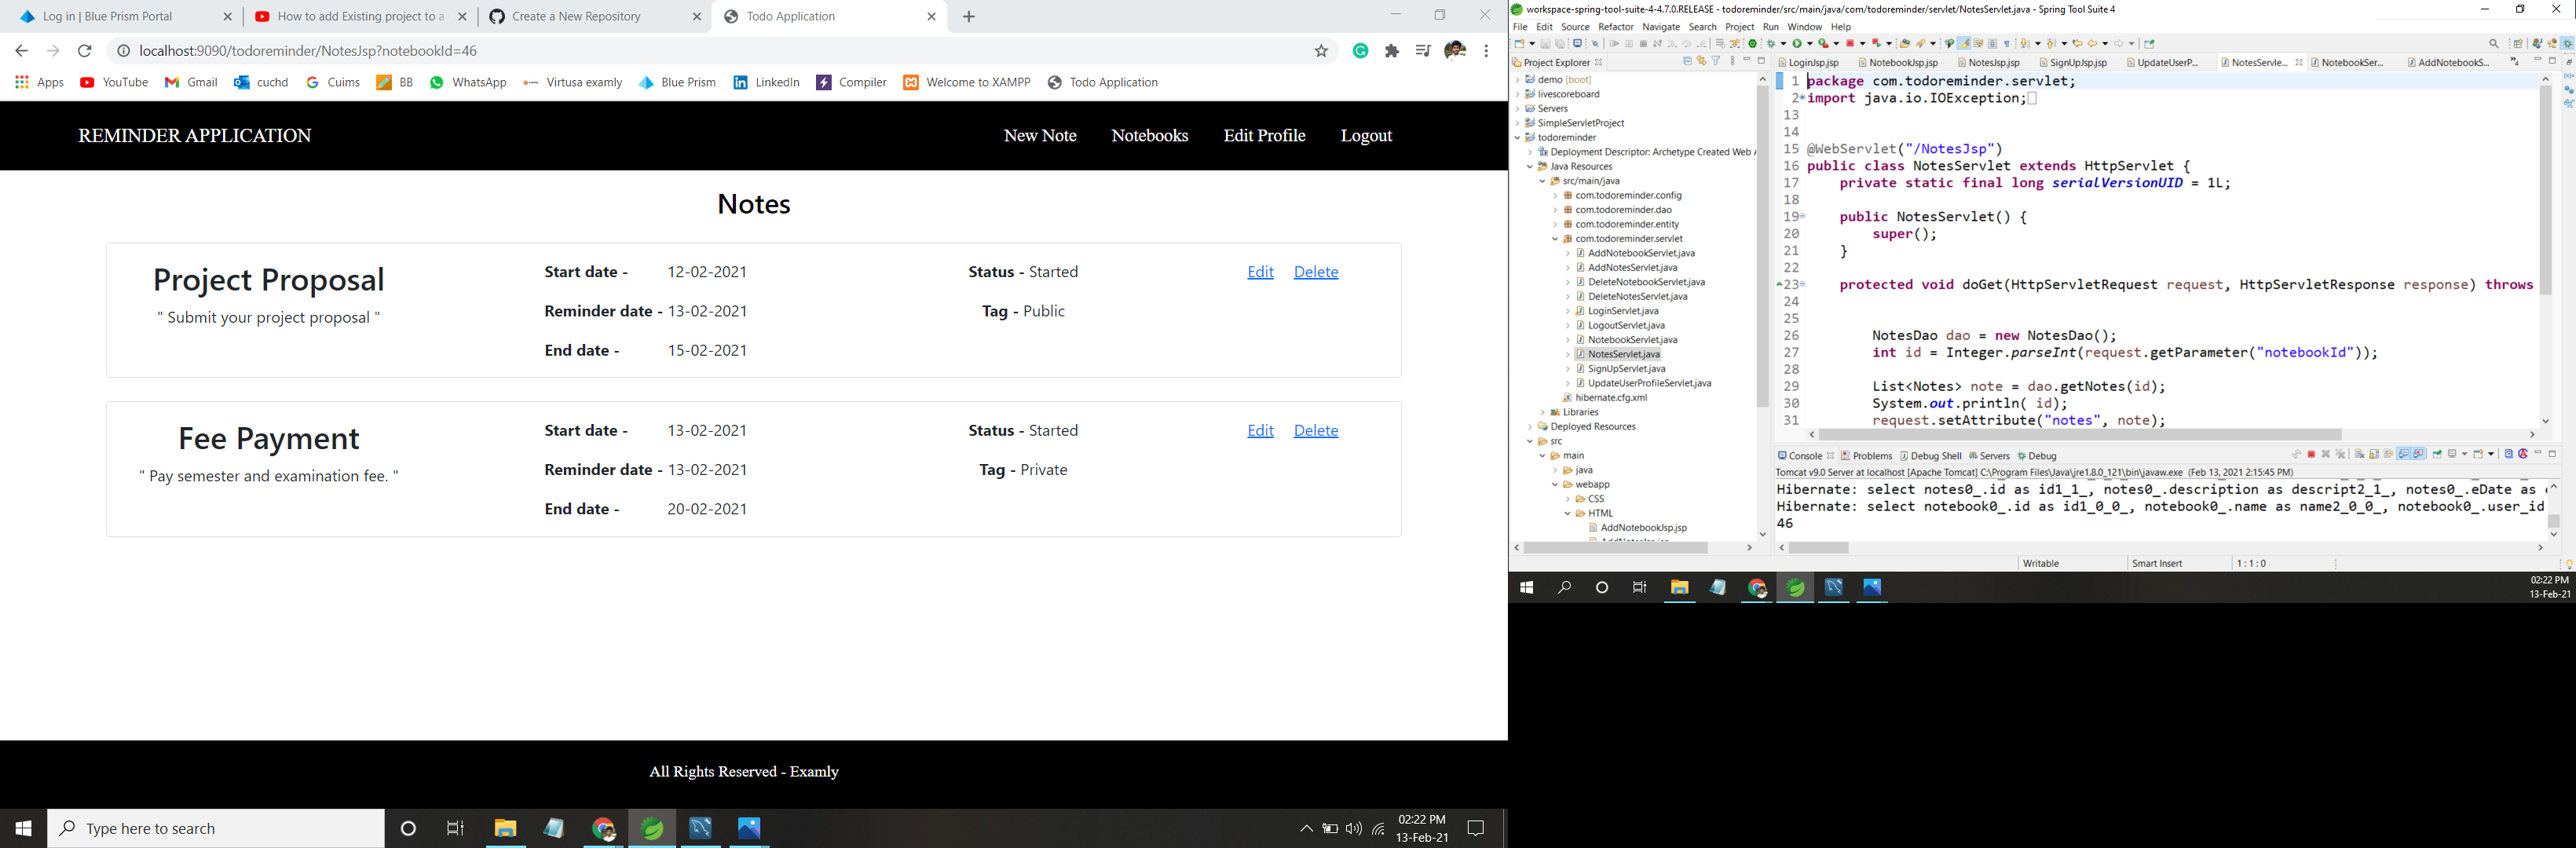 Log in | Blue Prism Portal
How to add Existing project to a
Create a New Repository
Todo Application
localhost:9090/todoreminder/NotesJsp?notebookId=46
Apps
YouTube
Gmail
cuchd
Cuims
BB
WhatsApp
Virtusa examly
Blue Prism
LinkedIn
Compiler
Welcome to XAMPP
Todo Application
REMINDER APPLICATION
New Note
Notebooks
Edit Profile
Logout
Notes
Project Proposal
" Submit your project proposal "
Start date - 12-02-2021
Reminder date - 13-02-2021
End date - 15-02-2021
Status - Started
Tag - Public
Edit Delete
Fee Payment
" Pay semester and examination fee. "
Start date - 13-02-2021
Reminder date - 13-02-2021
End date - 20-02-2021
Status - Started
Tag - Private
Edit Delete
All Rights Reserved - Examly
Type here to search
02:22 PM
13-Feb-21
workspace-spring-tool-suite-4-4.7.0.RELEASE - todoreminder/src/main/java/com/todoreminder/servlet/NotesServlet.java - Spring Tool Suite 4
File Edit Source Refactor Navigate Search Project Run Window Help
Project Explorer
demo [boot]
livescoreboard
Servers
SimpleServletProject
todoreminder
Deployment Descriptor: Archetype Created Web A
Java Resources
src/main/java
com.todoreminder.config
com.todoreminder.dao
com.todoreminder.entity
com.todoreminder.servlet
AddNotebookServlet.java
AddNotesServlet.java
DeleteNotebookServlet.java
DeleteNotesServlet.java
LoginServlet.java
LogoutServlet.java
NotebookServlet.java
NotesServlet.java
SignUpServlet.java
UpdateUserProfileServlet.java
hibernate.cfg.xml
Libraries
Deployed Resources
src
main
java
webapp
CSS
HTML
AddNotebookJsp.jsp
LoginJsp.jsp
NotebookJsp.jsp
NotesJsp.jsp
SignUpJsp.jsp
UpdateUserP...
NotesServle...
NotebookSer...
AddNotebookS...
1 package com.todoreminder.servlet;
2 import java.io.IOException;
13
14
15 @WebServlet("/NotesJsp")
16 public class NotesServlet extends HttpServlet {
17 private static final long serialVersionUID = 1L;
18
19 public NotesServlet() {
20 super();
21 }
22
23 protected void doGet(HttpServletRequest request, HttpServletResponse response) throws
24
25
26 NotesDao dao = new NotesDao();
27 int id = Integer.parseInt(request.getParameter("notebookId"));
28
29 List<Notes> note = dao.getNotes(id);
30 System.out.println( id);
31 request.setAttribute("notes", note);
Console Problems Debug Shell Servers Debug
Tomcat v9.0 Server at localhost [Apache Tomcat] C:\Program Files\Java\jre1.8.0_121\bin\javaw.exe (Feb 13, 2021 2:15:45 PM)
Hibernate: select notes0_.id as id1_1_, notes0_.description as descript2_1_, notes0_.eDate as
Hibernate: select notebook0_.id as id1_0_0_, notebook0_.name as name2_0_0_, notebook0_.user_id
46
Writable
Smart Insert
1 : 1 : 0
02:22 PM
13-Feb-21